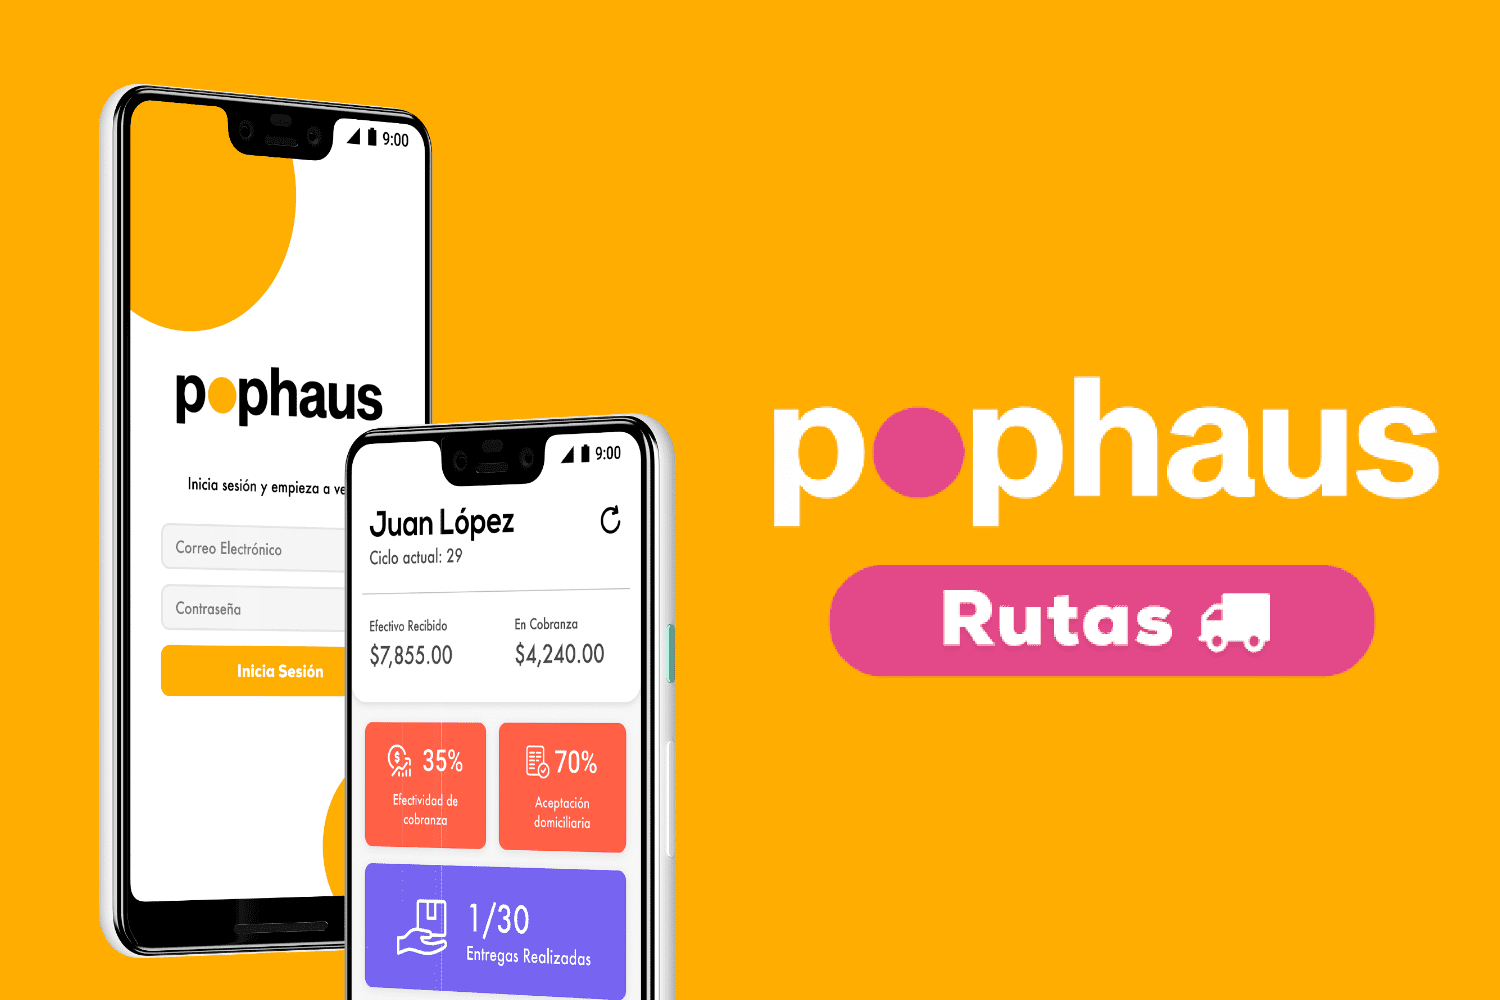 9:00
pophaus
Inicia sesión y empieza a
Correo Electrónico
Contraseña
Inicia Sesión
9:00
Juan López
Ciclo actual: 29
Efectivo Recibido
En Cobranza
$7,855.00
$4,240.00
35%
Efectividad de
cobranza
70%
Aceptación
domiciliaria
1/30
Entregas Realizadas
pophaus
Rutas